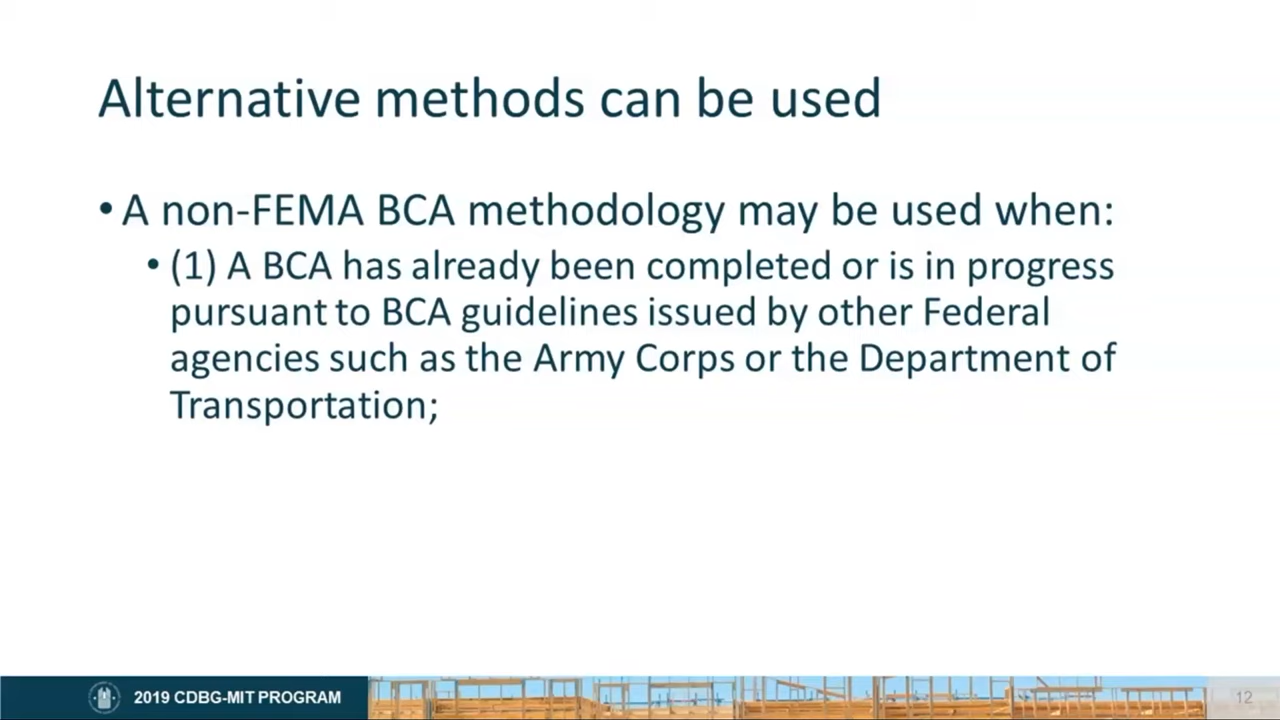 Alternative methods can be used
• A non-FEMA BCA methodology may be used when:
• (1) A BCA has already been completed or is in progress
pursuant to BCA guidelines issued by other Federal
agencies such as the Army Corps or the Department of
Transportation;
2019 CDBG-MIT PROGRAM
12